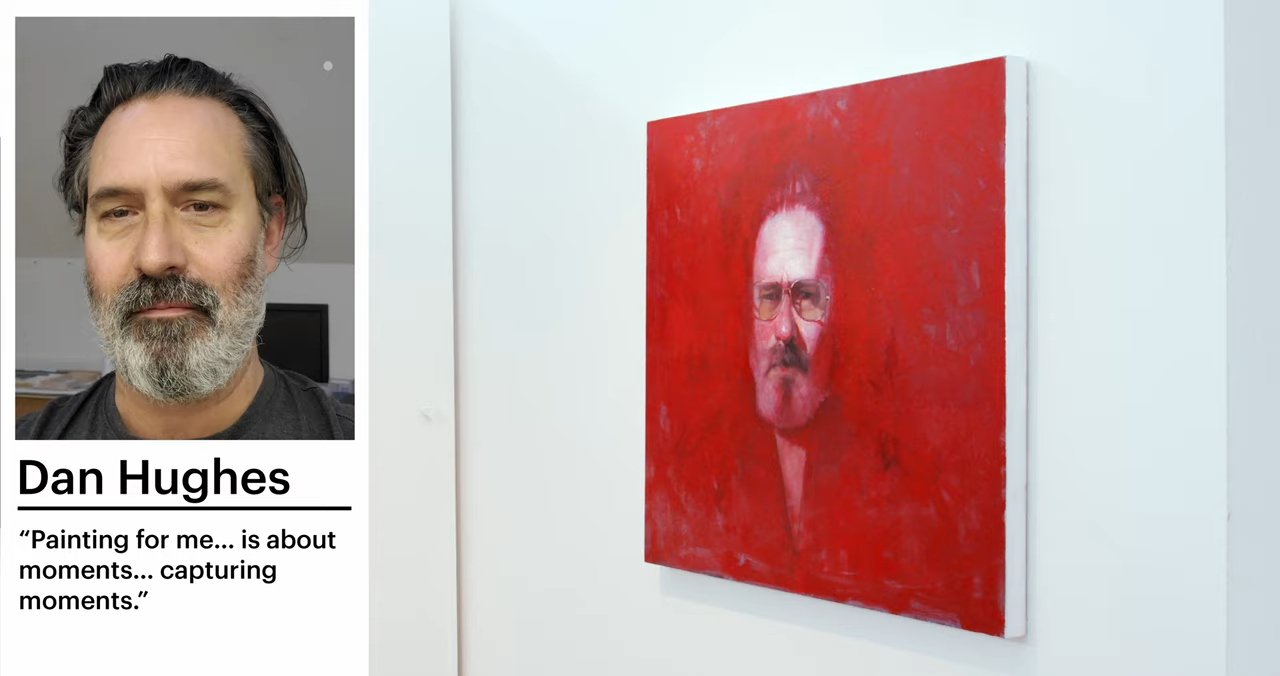 Dan Hughes
“Painting for me... is about
moments... capturing
moments.”